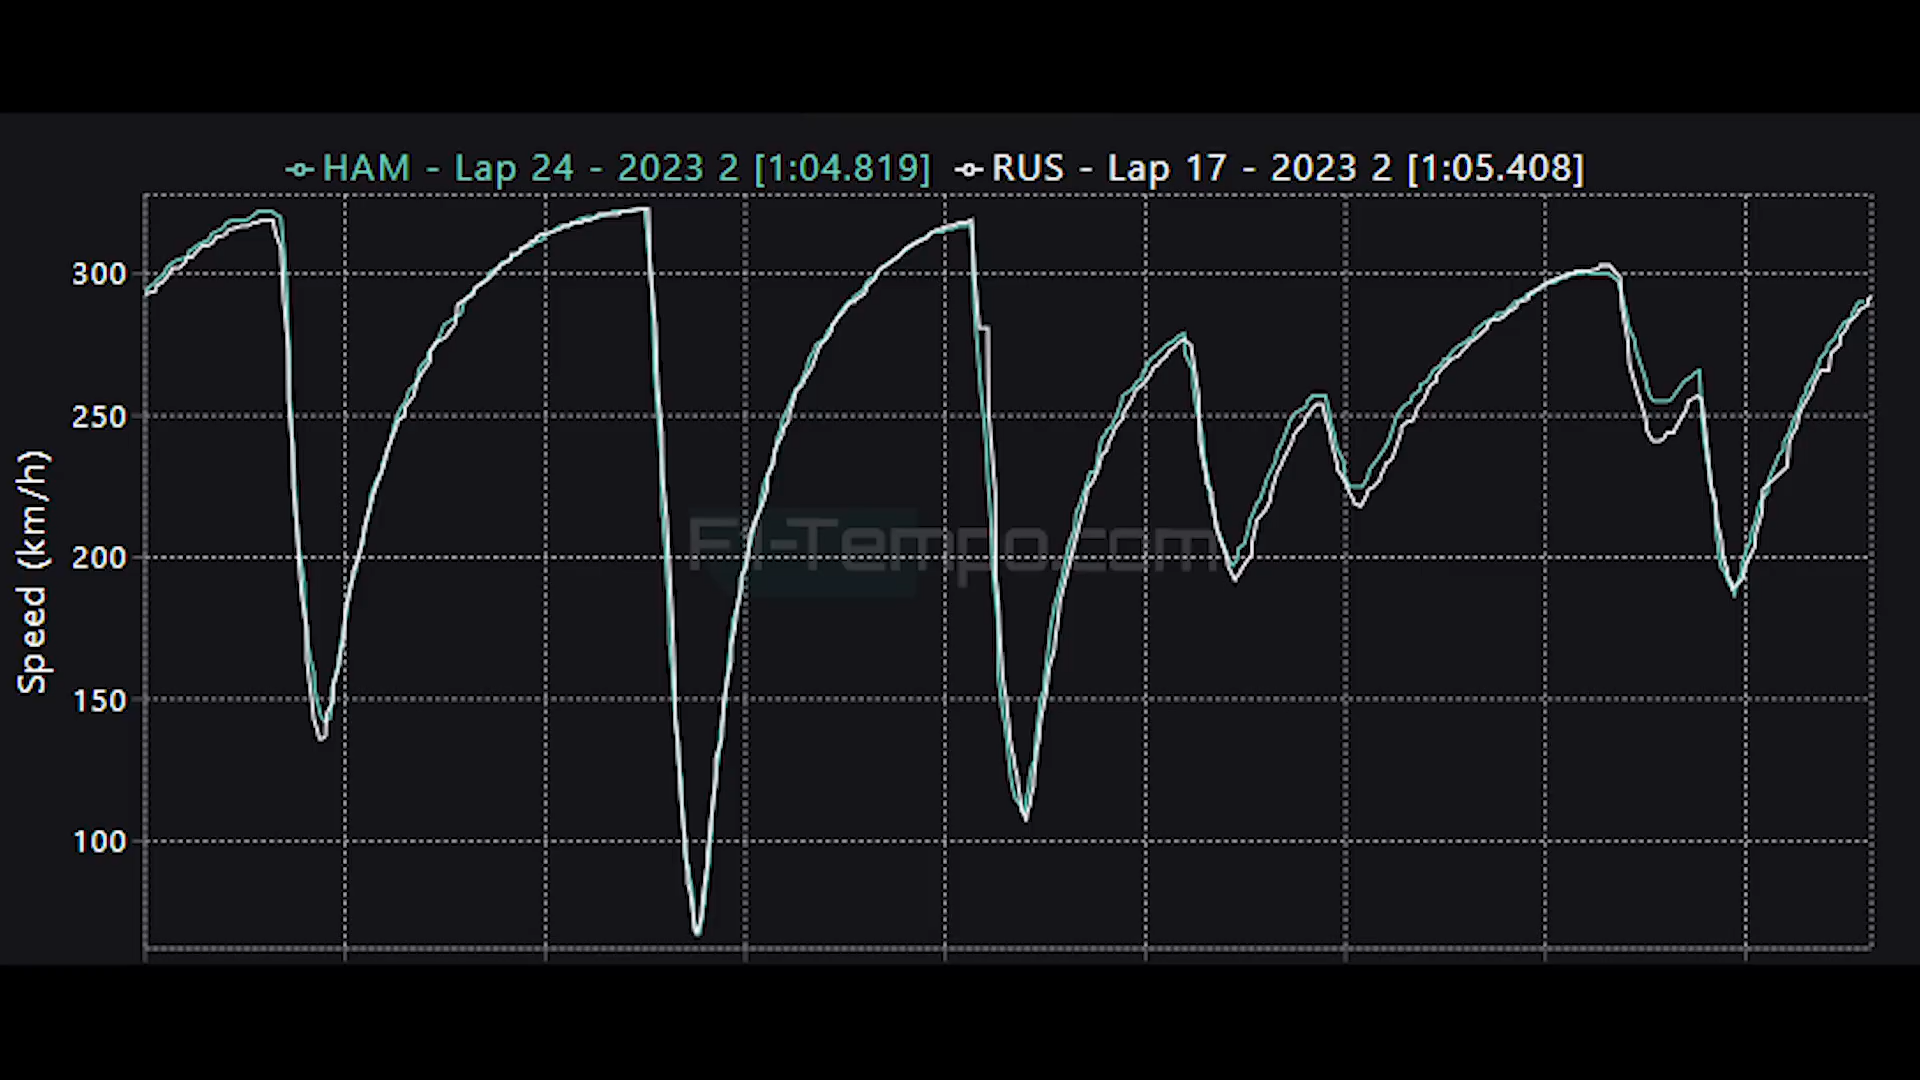 HAM - Lap 24 - 2023 2 [1:04.819] RUS - Lap 17 - 2023 2 [1:05.408]
300
250
200
150
100
Speed (km/h)
F1-Tempo.com